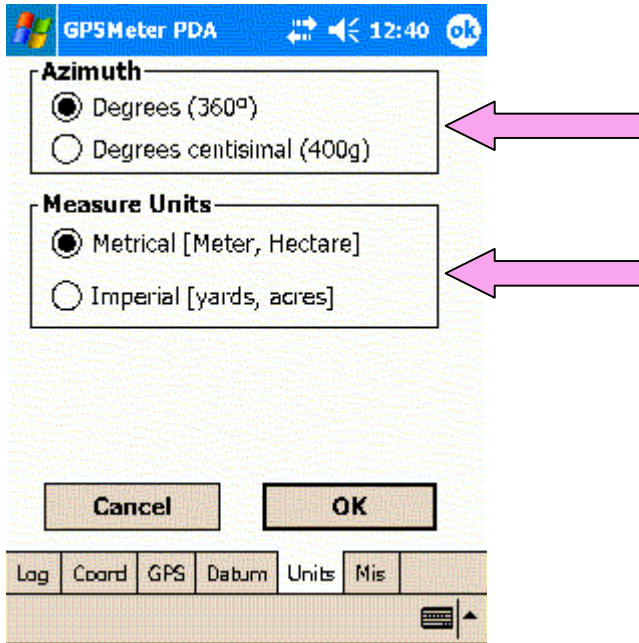 GPSMeter PDA 12:40 ok
Azimuth
Degrees (360º)
Degrees centisimal (400g)
Measure Units
Metrical [Meter, Hectare]
Imperial [yards, acres]
Cancel OK
Log Coord GPS Datum Units Mis